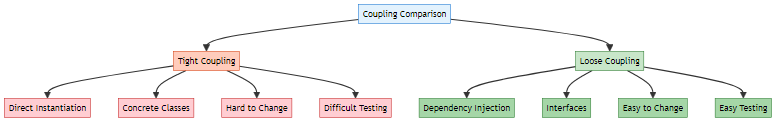 Coupling Comparison
Tight Coupling
Loose Coupling
Direct Instantiation
Concrete Classes
Hard to Change
Difficult Testing
Dependency Injection
Interfaces
Easy to Change
Easy Testing